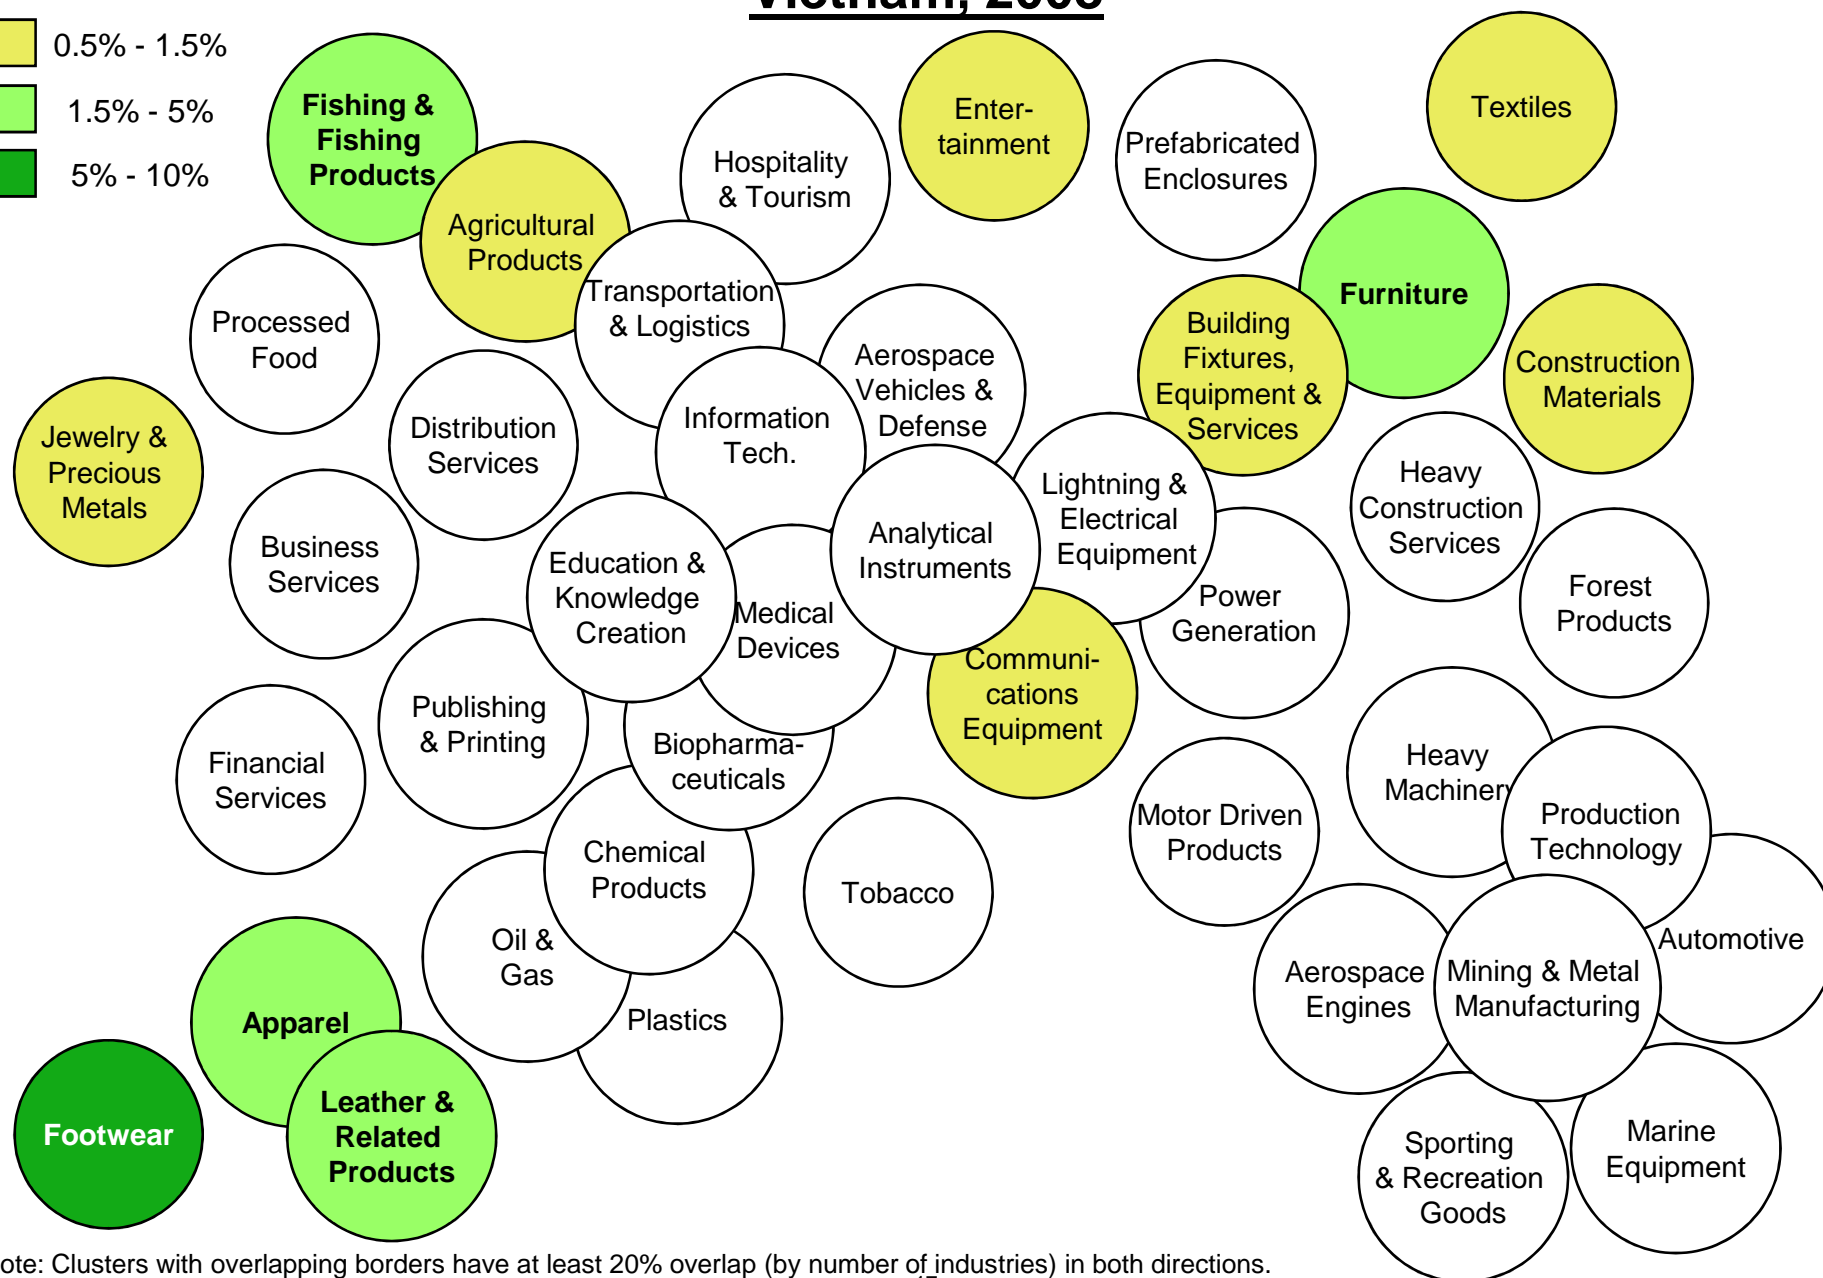 0.5% - 1.5%
1.5% - 5%
5% - 10%
Fishing &
Fishing
Products
Agricultural
Products
Hospitality
& Tourism
Enter-
tainment
Prefabricated
Enclosures
Textiles
Transportation
& Logistics
Furniture
Processed
Food
Building
Fixtures,
Equipment &
Services
Construction
Materials
Aerospace
Vehicles &
Defense
Information
Tech.
Distribution
Services
Jewelry &
Precious
Metals
Lightning &
Electrical
Equipment
Heavy
Construction
Services
Analytical
Instruments
Business
Services
Education &
Knowledge
Creation
Medical
Devices
Power
Generation
Forest
Products
Communi-
cations
Equipment
Publishing
& Printing
Biopharma-
ceuticals
Financial
Services
Heavy
Machinery
Motor Driven
Products
Production
Technology
Chemical
Products
Tobacco
Oil &
Gas
Automotive
Aerospace
Engines
Mining & Metal
Manufacturing
Plastics
Apparel
Footwear
Leather &
Related
Products
Sporting
& Recreation
Goods
Marine
Equipment
ote: Clusters with overlapping borders have at least 20% overlap (by number of industries) in both directions.